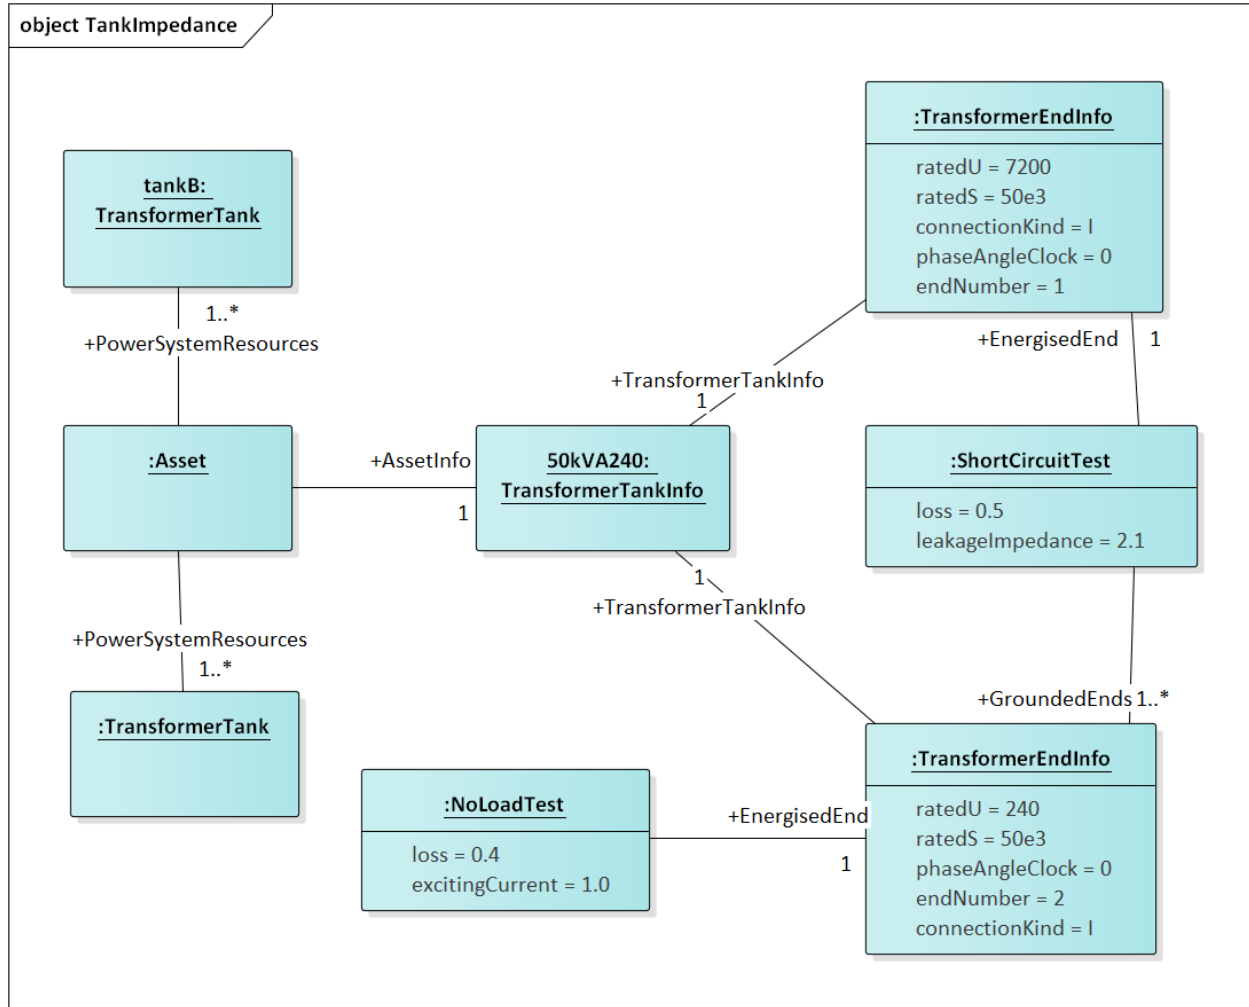 object TankImpedance
:TransformerEndInfo
ratedU = 7200
ratedS = 50e3
connectionKind = I
phaseAngleClock = 0
endNumber = 1
tankB:
TransformerTank
1..*
+PowerSystemResources
+EnergisedEnd
1
+TransformerTankInfo
1
:Asset
+AssetInfo
1
50kVA240:
TransformerTankInfo
:ShortCircuitTest
loss = 0.5
leakageImpedance = 2.1
1
+TransformerTankInfo
+PowerSystemResources
1..*
+GroundedEnds
1..*
:TransformerTank
:TransformerEndInfo
ratedU = 240
ratedS = 50e3
phaseAngleClock = 0
endNumber = 2
connectionKind = I
:NoLoadTest
loss = 0.4
excitingCurrent = 1.0
+EnergisedEnd
1